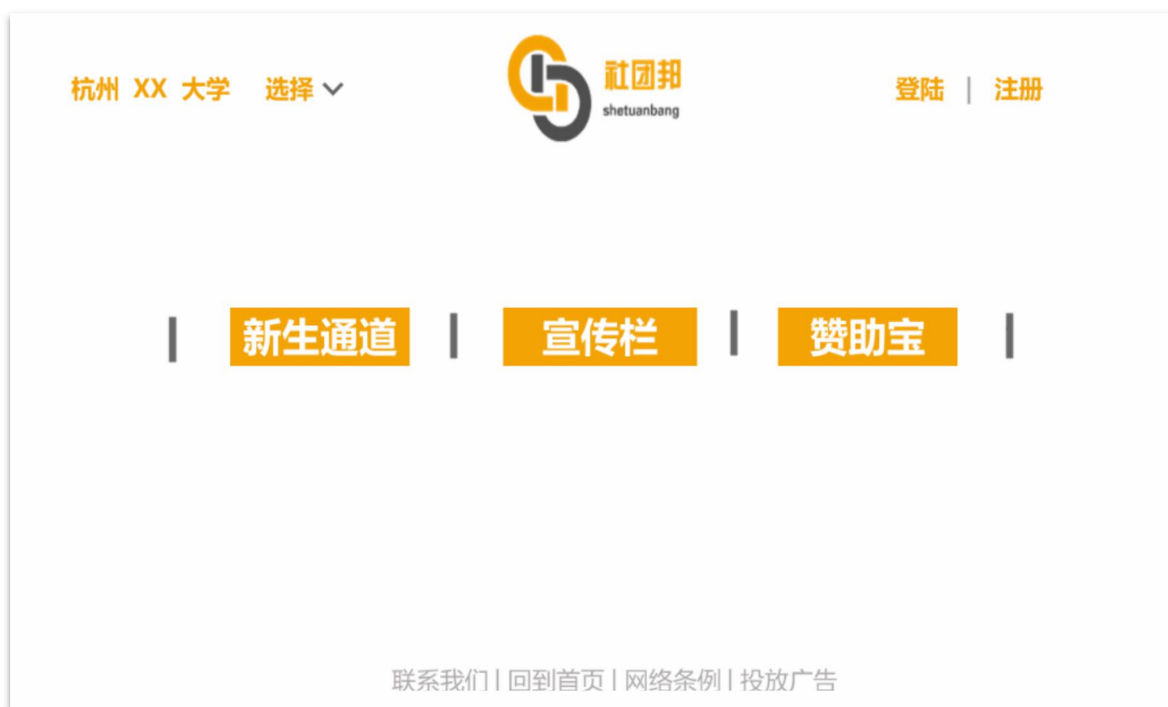 杭州 XX 大学 选择
社团邦
shetuanbang
登陆 | 注册
新生通道 宣传栏 赞助宝
联系我们 | 回到首页 | 网络条例 | 投放广告